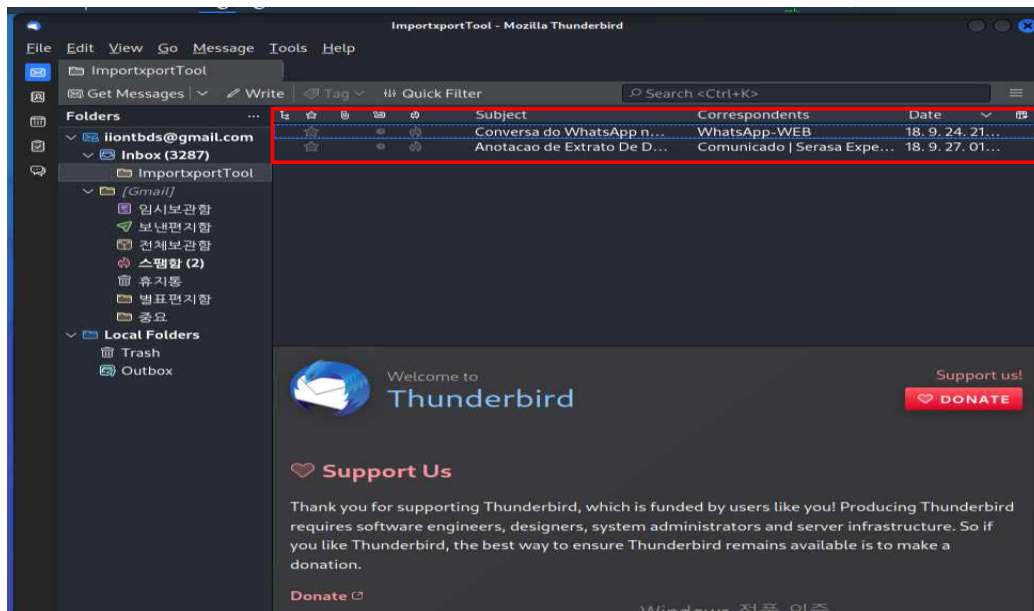 ImportxportTool - Mozilla Thunderbird
File Edit View Go Message Tools Help
ImportxportTool
Get Messages Write Tag Quick Filter Search <Ctrl+K>
Folders ...
Subject Correspondents Date
iiontbds@gmail.com
Conversa do WhatsApp n... WhatsApp-WEB 18. 9. 24. 21...
Anotacao de Extrato De D... Comunicado | Serasa Expe... 18. 9. 27. 01...
Inbox (3287)
ImportxportTool
[Gmail]
임시보관함
보낸편지함
전체보관함
스팸함 (2)
휴지통
별표편지함
중요
Local Folders
Trash
Outbox
Welcome to
Thunderbird
Support us!
DONATE
Support Us
Thank you for supporting Thunderbird, which is funded by users like you! Producing Thunderbird
requires software engineers, designers, system administrators and server infrastructure. So if
you like Thunderbird, the best way to ensure Thunderbird remains available is to make a
donation.
Donate
Windows 정품 인증